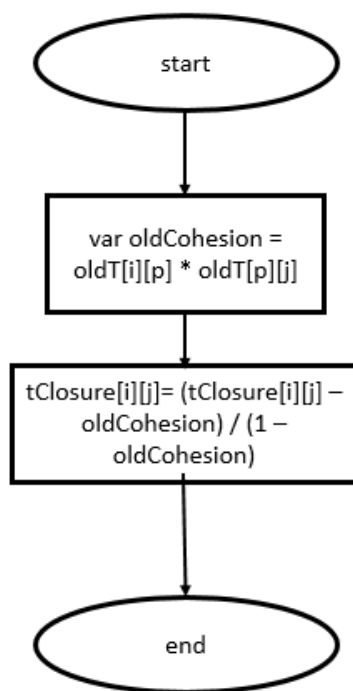 start
var oldCohesion =
oldT[i][p] * oldT[p][j]
tClosure[i][j]= (tClosure[i][j] –
oldCohesion) / (1 –
oldCohesion)
end